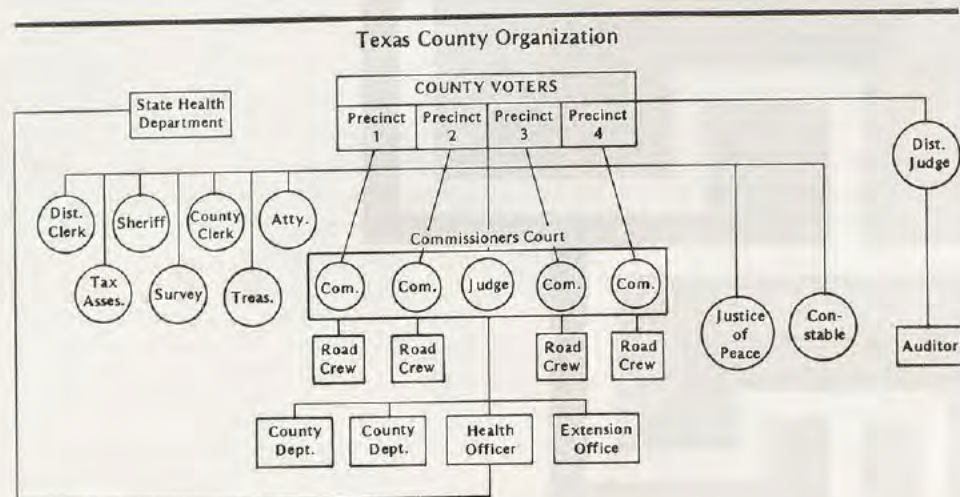 Texas County Organization
COUNTY VOTERS
State Health
Department
Precinct
1
Precinct
2
Precinct
3
Precinct
4
Dist.
Judge
Dist.
Clerk
Sheriff
County
Clerk
Atty.
Tax
Asses.
Survey
Treas.
Commissioners Court
Com.
Com.
Judge
Com.
Com.
Justice
of
Peace
Con-
stable
Auditor
Road
Crew
Road
Crew
Road
Crew
Road
Crew
County
Dept.
County
Dept.
Health
Officer
Extension
Office